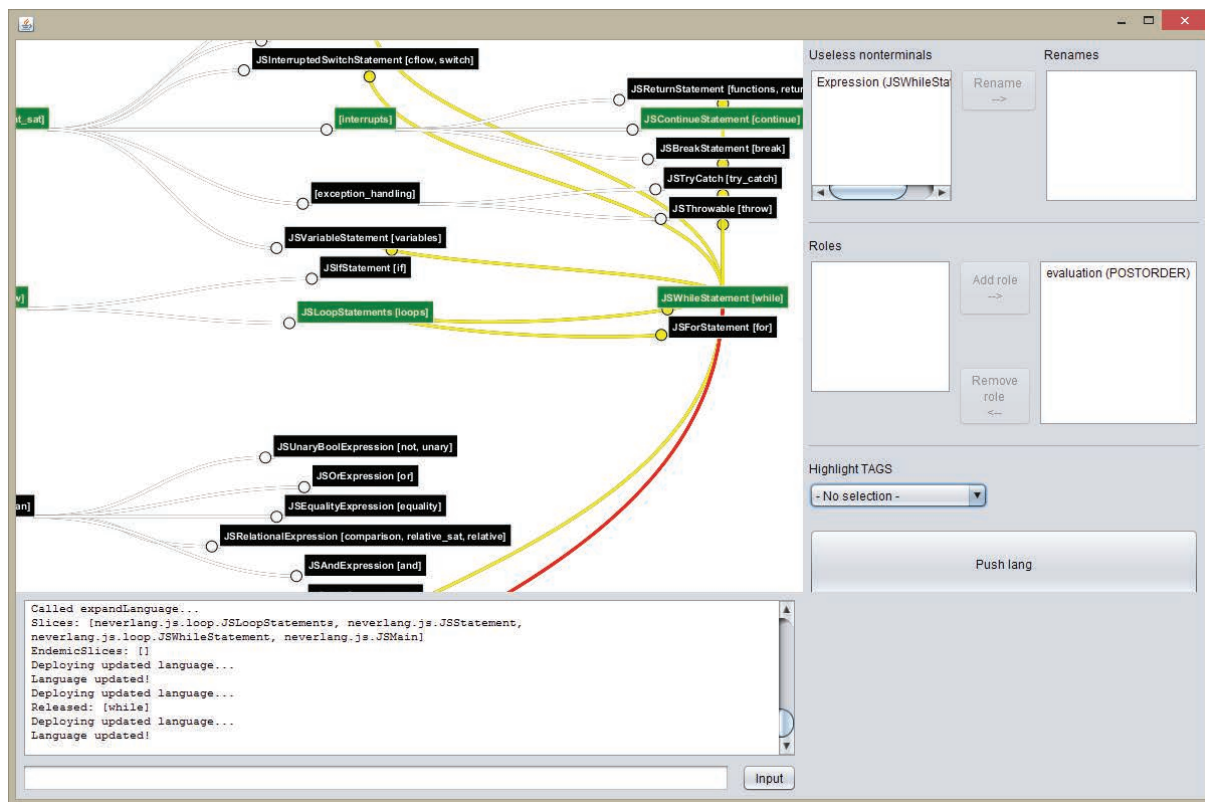 JSInterruptedSwitchStatement [cflow, switch]
JSReturnStatement [functions, retur
nt_sat]
[interrupts]
JSContinueStatement [continue]
JSBreakStatement [break]
JSTryCatch [try_catch]
[exception_handling]
JSThrowable [throw]
JSVariableStatement [variables]
JSIfStatement [if]
w]
JSLoopStatements [loops]
JSWhileStatement [while]
JSForStatement [for]
JSUnaryBoolExpression [not, unary]
JSOrExpression [or]
an]
JSEqualityExpression [equality]
JSRelationalExpression [comparison, relative_sat, relative]
JSAndExpression [and]
Useless nonterminals
Renames
Expression (JSWhileStat
Rename
-->
Roles
Add role
-->
evaluation (POSTORDER)
Remove
role
<--
Highlight TAGS
- No selection -
Push lang
Called expandLanguage...
Slices: [neverlang.js.loop.JSLoopStatements, neverlang.js.JSStatement,
neverlang.js.loop.JSWhileStatement, neverlang.js.JSMain]
EndemicSlices: []
Deploying updated language...
Language updated!
Deploying updated language...
Released: [while]
Deploying updated language...
Language updated!
Input